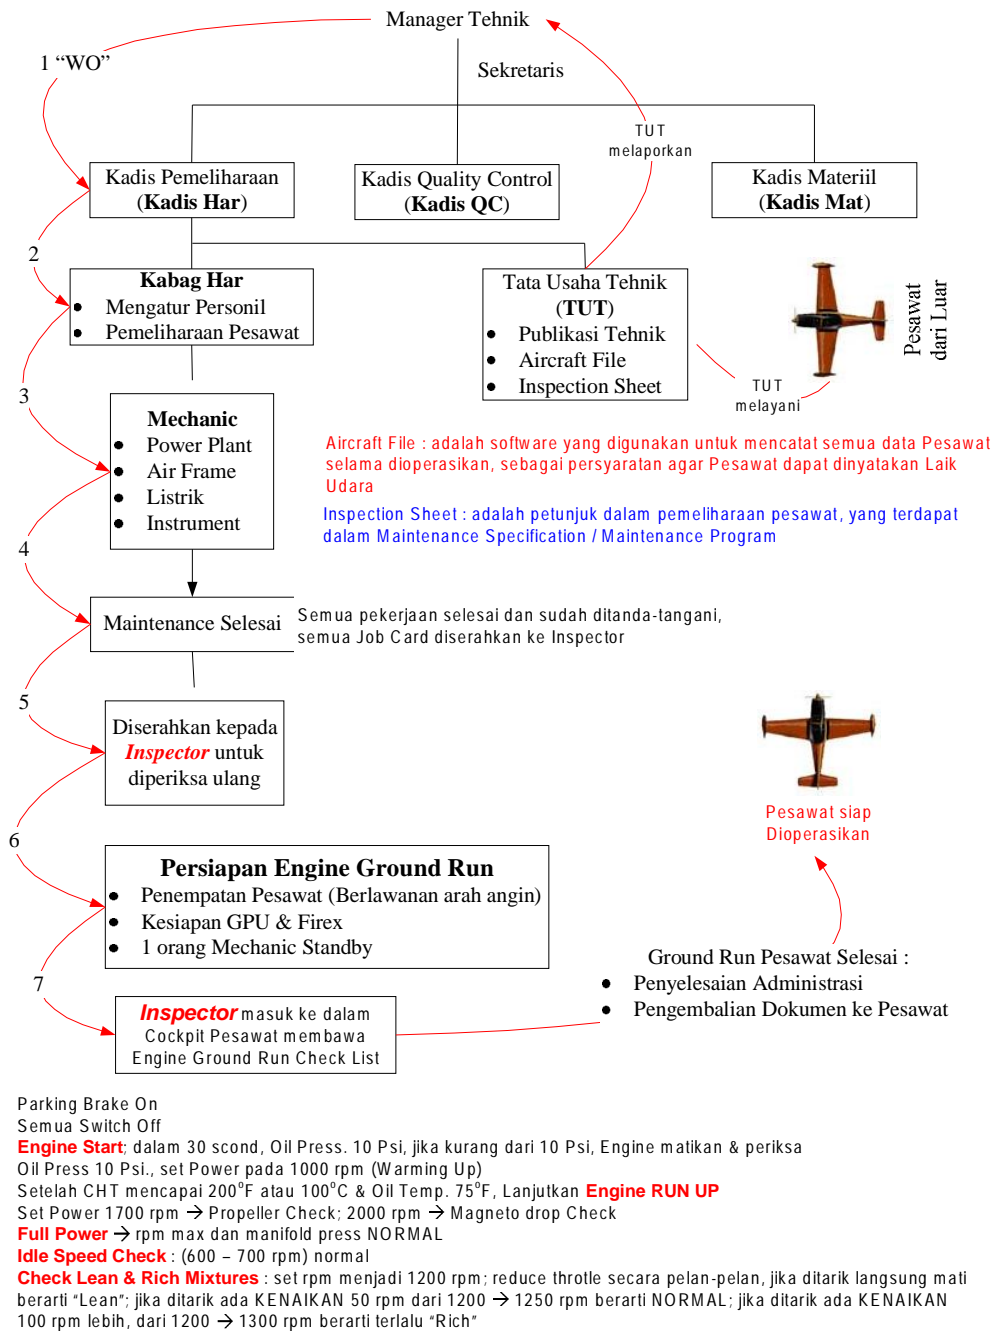 Manager Tehnik
1 “WO”
Sekretaris
TUT
melaporkan
Kadis Pemeliharaan
(Kadis Har)
Kadis Quality Control
(Kadis QC)
Kadis Materiil
(Kadis Mat)
2
Kabag Har
• Mengatur Personil
• Pemeliharaan Pesawat
Tata Usaha Tehnik
(TUT)
• Publikasi Tehnik
• Aircraft File
• Inspection Sheet
Pesawat
dari Luar
TUT
melayani
3
Mechanic
• Power Plant
• Air Frame
• Listrik
• Instrument
Aircraft File : adalah software yang digunakan untuk mencatat semua data Pesawat
selama dioperasikan, sebagai persyaratan agar Pesawat dapat dinyatakan Laik
Udara
Inspection Sheet : adalah petunjuk dalam pemeliharaan pesawat, yang terdapat
dalam Maintenance Specification / Maintenance Program
4
Maintenance Selesai
Semua pekerjaan selesai dan sudah ditanda-tangani,
semua Job Card diserahkan ke Inspector
5
Diserahkan kepada
Inspector untuk
diperiksa ulang
Pesawat siap
Dioperasikan
6
Persiapan Engine Ground Run
• Penempatan Pesawat (Berlawanan arah angin)
• Kesiapan GPU & Firex
• 1 orang Mechanic Standby
Ground Run Pesawat Selesai :
• Penyelesaian Administrasi
• Pengembalian Dokumen ke Pesawat
7
Inspector masuk ke dalam
Cockpit Pesawat membawa
Engine Ground Run Check List
Parking Brake On
Semua Switch Off
Engine Start; dalam 30 scond, Oil Press. 10 Psi, jika kurang dari 10 Psi, Engine matikan & periksa
Oil Press 10 Psi., set Power pada 1000 rpm (Warming Up)
Setelah CHT mencapai 200°F atau 100°C & Oil Temp. 75°F, Lanjutkan Engine RUN UP
Set Power 1700 rpm → Propeller Check; 2000 rpm → Magneto drop Check
Full Power → rpm max dan manifold press NORMAL
Idle Speed Check : (600 – 700 rpm) normal
Check Lean & Rich Mixtures : set rpm menjadi 1200 rpm; reduce throtle secara pelan-pelan, jika ditarik langsung mati
berarti “Lean”; jika ditarik ada KENAIKAN 50 rpm dari 1200 → 1250 rpm berarti NORMAL; jika ditarik ada KENAIKAN
100 rpm lebih, dari 1200 → 1300 rpm berarti terlalu “Rich”